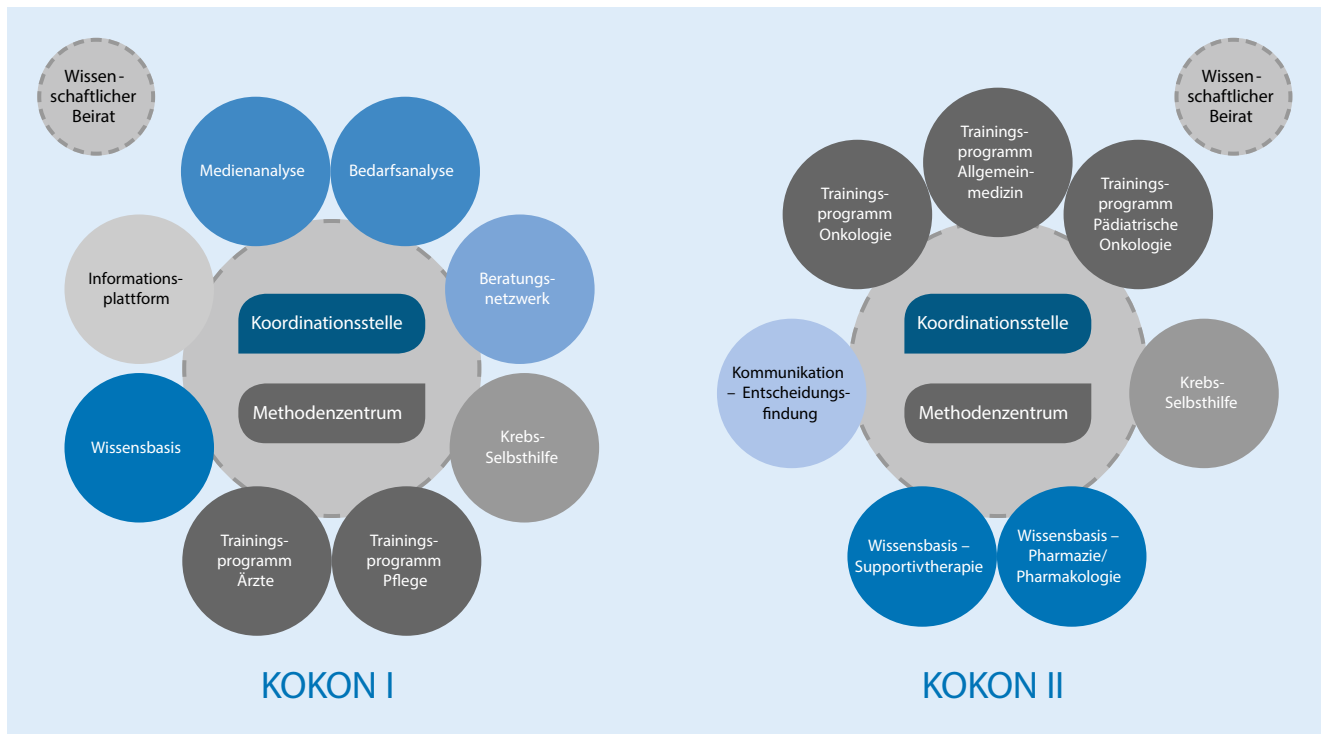 Wissen-
schaftlicher
Beirat
Medienanalyse
Bedarfsanalyse
Informations-
plattform
Beratungs-
netzwerk
Koordinationsstelle
Methodenzentrum
Wissensbasis
Krebs-
Selbsthilfe
Trainings-
programm
Ärzte
Trainings-
programm
Pflege
KOKON I
Wissen-
schaftlicher
Beirat
Trainings-
programm
Onkologie
Trainings-
programm
Allgemein-
medizin
Trainings-
programm
Pädiatrische
Onkologie
Koordinationsstelle
Methodenzentrum
Kommunikation
– Entscheidungs-
findung
Krebs-
Selbsthilfe
Wissensbasis –
Supportivtherapie
Wissensbasis –
Pharmazie/
Pharmakologie
KOKON II